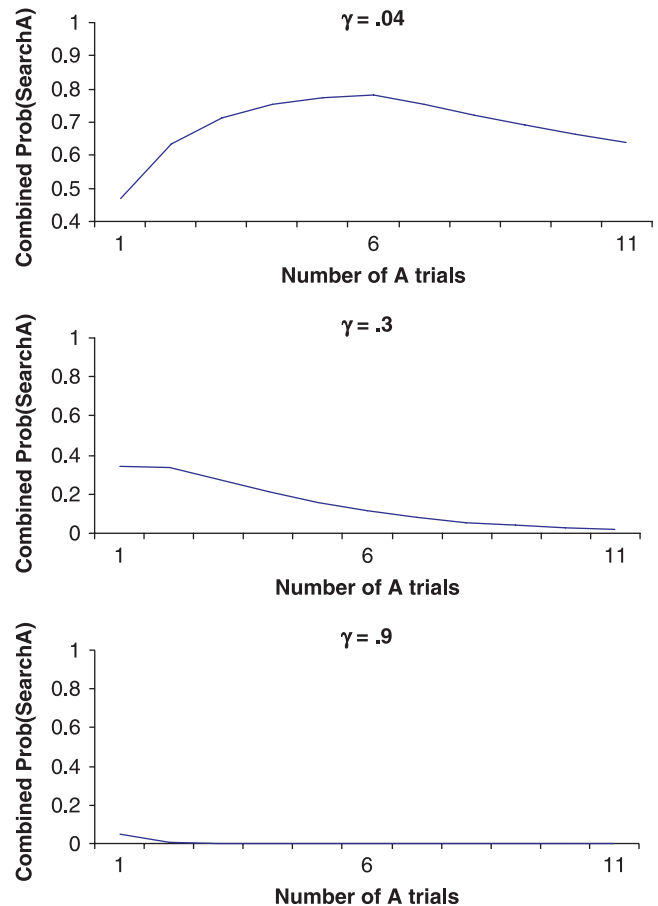 γ = .04
Combined Prob(SearchA)
1
0.9
0.8
0.7
0.6
0.5
0.4
1 6 11
Number of A trials
γ = .3
Combined Prob(SearchA)
1
0.8
0.6
0.4
0.2
0
1 6 11
Number of A trials
γ = .9
Combined Prob(SearchA)
1
0.8
0.6
0.4
0.2
0
1 6 11
Number of A trials